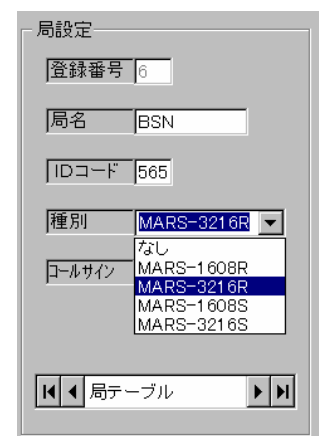 局設定
登録番号 6
局名 BSN
IDコード 565
種別 MARS-3216R
なし
MARS-1608R
MARS-3216R
MARS-1608S
MARS-3216S
コールサイン
局テーブル